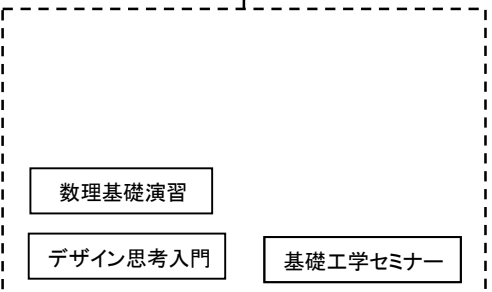 数理基礎演習
デザイン思考入門
基礎工学セミナー